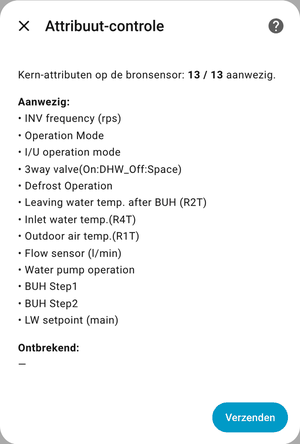 Attribuut-controle
Kern-attributen op de bronsensor: 13 / 13 aanwezig.
Aanwezig:
• INV frequency (rps)
• Operation Mode
• I/U operation mode
• 3way valve(On:DHW_Off:Space)
• Defrost Operation
• Leaving water temp. after BUH (R2T)
• Inlet water temp.(R4T)
• Outdoor air temp.(R1T)
• Flow sensor (l/min)
• Water pump operation
• BUH Step1
• BUH Step2
• LW setpoint (main)
Ontbrekend:
—
Verzenden